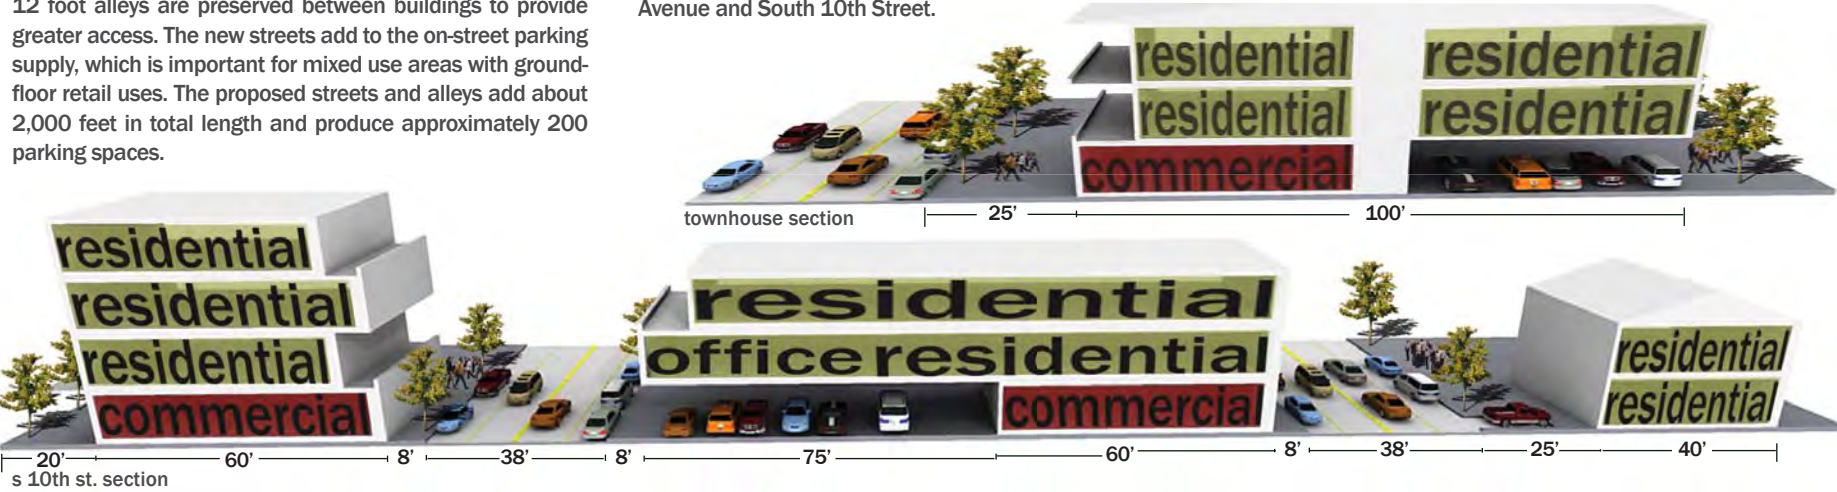 12 foot alleys are preserved between buildings to provide
greater access. The new streets add to the on-street parking
supply, which is important for mixed use areas with ground-
floor retail uses. The proposed streets and alleys add about
2,000 feet in total length and produce approximately 200
parking spaces.
Avenue and South 10th Street.
residential residential
residential residential
commercial
townhouse section
25' 100'
residential
residential
residential
commercial
residential
office residential
commercial
residential
residential
20' 60' 8' 38' 8' 75' 60' 8' 38' 25' 40'
s 10th st. section